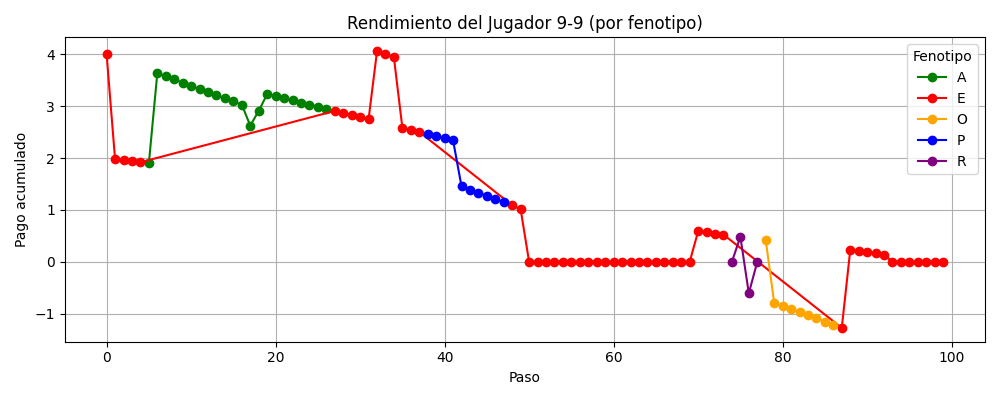 Rendimiento del Jugador 9-9 (por fenotipo)
Pago acumulado
4
3
2
1
0
−1
0
20
40
60
80
100
Paso
Fenotipo
A
E
O
P
R